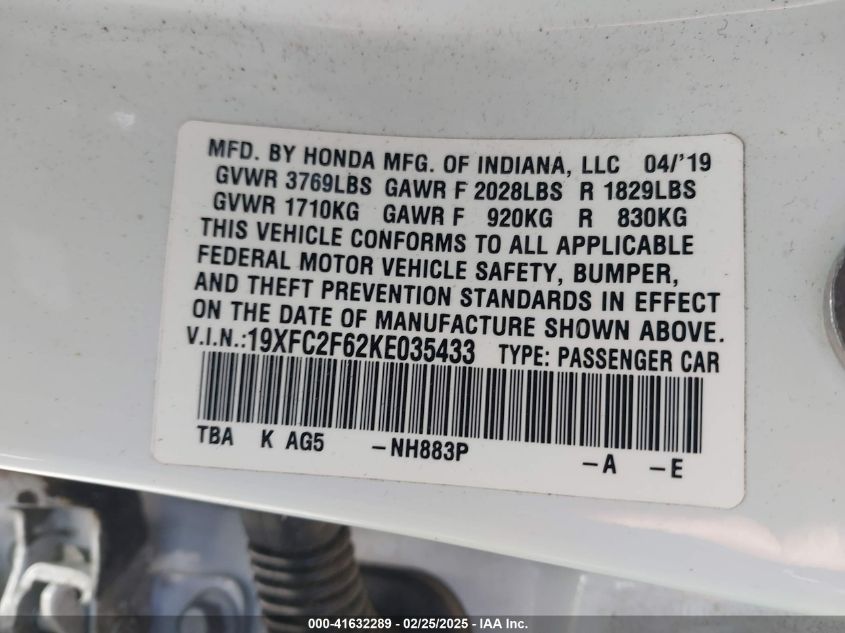 MFD. BY HONDA MFG. OF INDIANA, LLC 04/'19
GVWR 3769LBS GAWR F 2028LBS R 1829LBS
GVWR 1710KG GAWR F 920KG R 830KG
THIS VEHICLE CONFORMS TO ALL APPLICABLE
FEDERAL MOTOR VEHICLE SAFETY, BUMPER,
AND THEFT PREVENTION STANDARDS IN EFFECT
ON THE DATE OF MANUFACTURE SHOWN ABOVE.
V.I.N.:19XFC2F62KE035433 TYPE: PASSENGER CAR
TBA K AG5 -NH883P -A -E
000-41632289 - 02/25/2025 - IAA Inc.